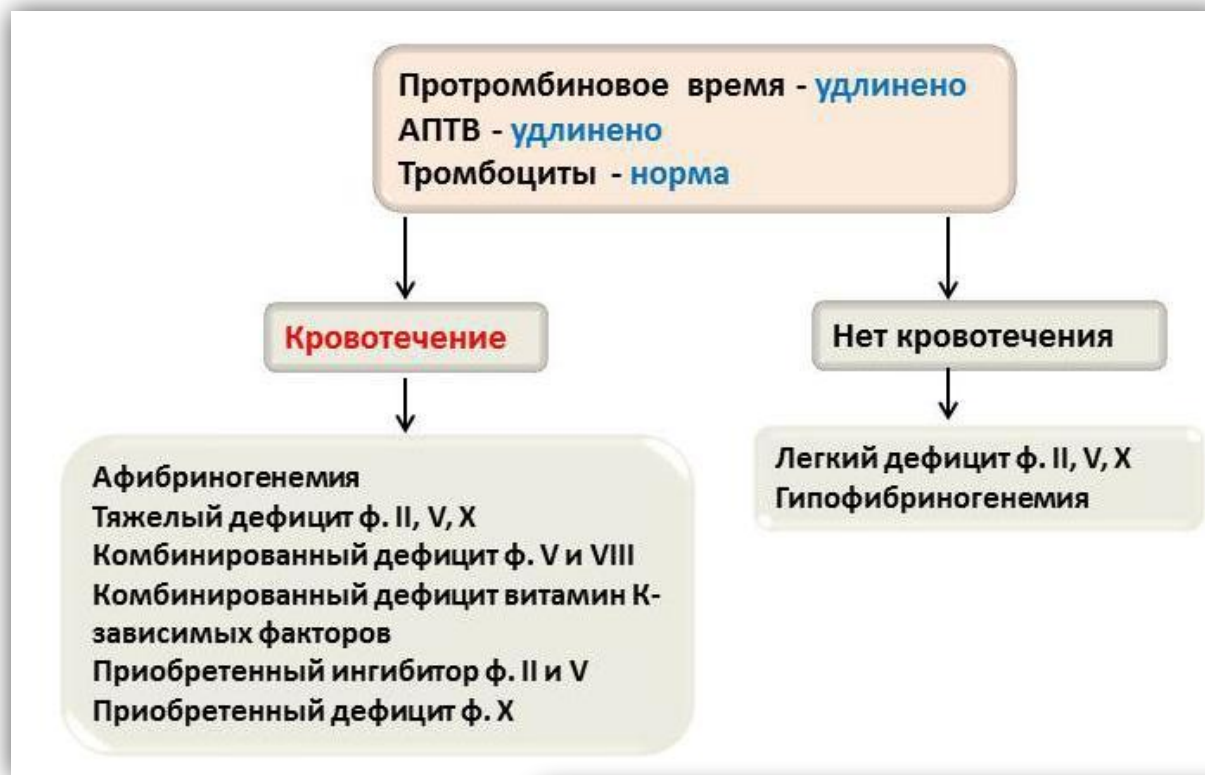 Протромбиновое время - удлинено
АПТВ - удлинено
Тромбоциты - норма
Кровотечение
Нет кровотечения
Афибриногенемия
Тяжелый дефицит ф. II, V, X
Комбинированный дефицит ф. V и VIII
Комбинированный дефицит витамин К-
зависимых факторов
Приобретенный ингибитор ф. II и V
Приобретенный дефицит ф. X
Легкий дефицит ф. II, V, X
Гипофибриногенемия